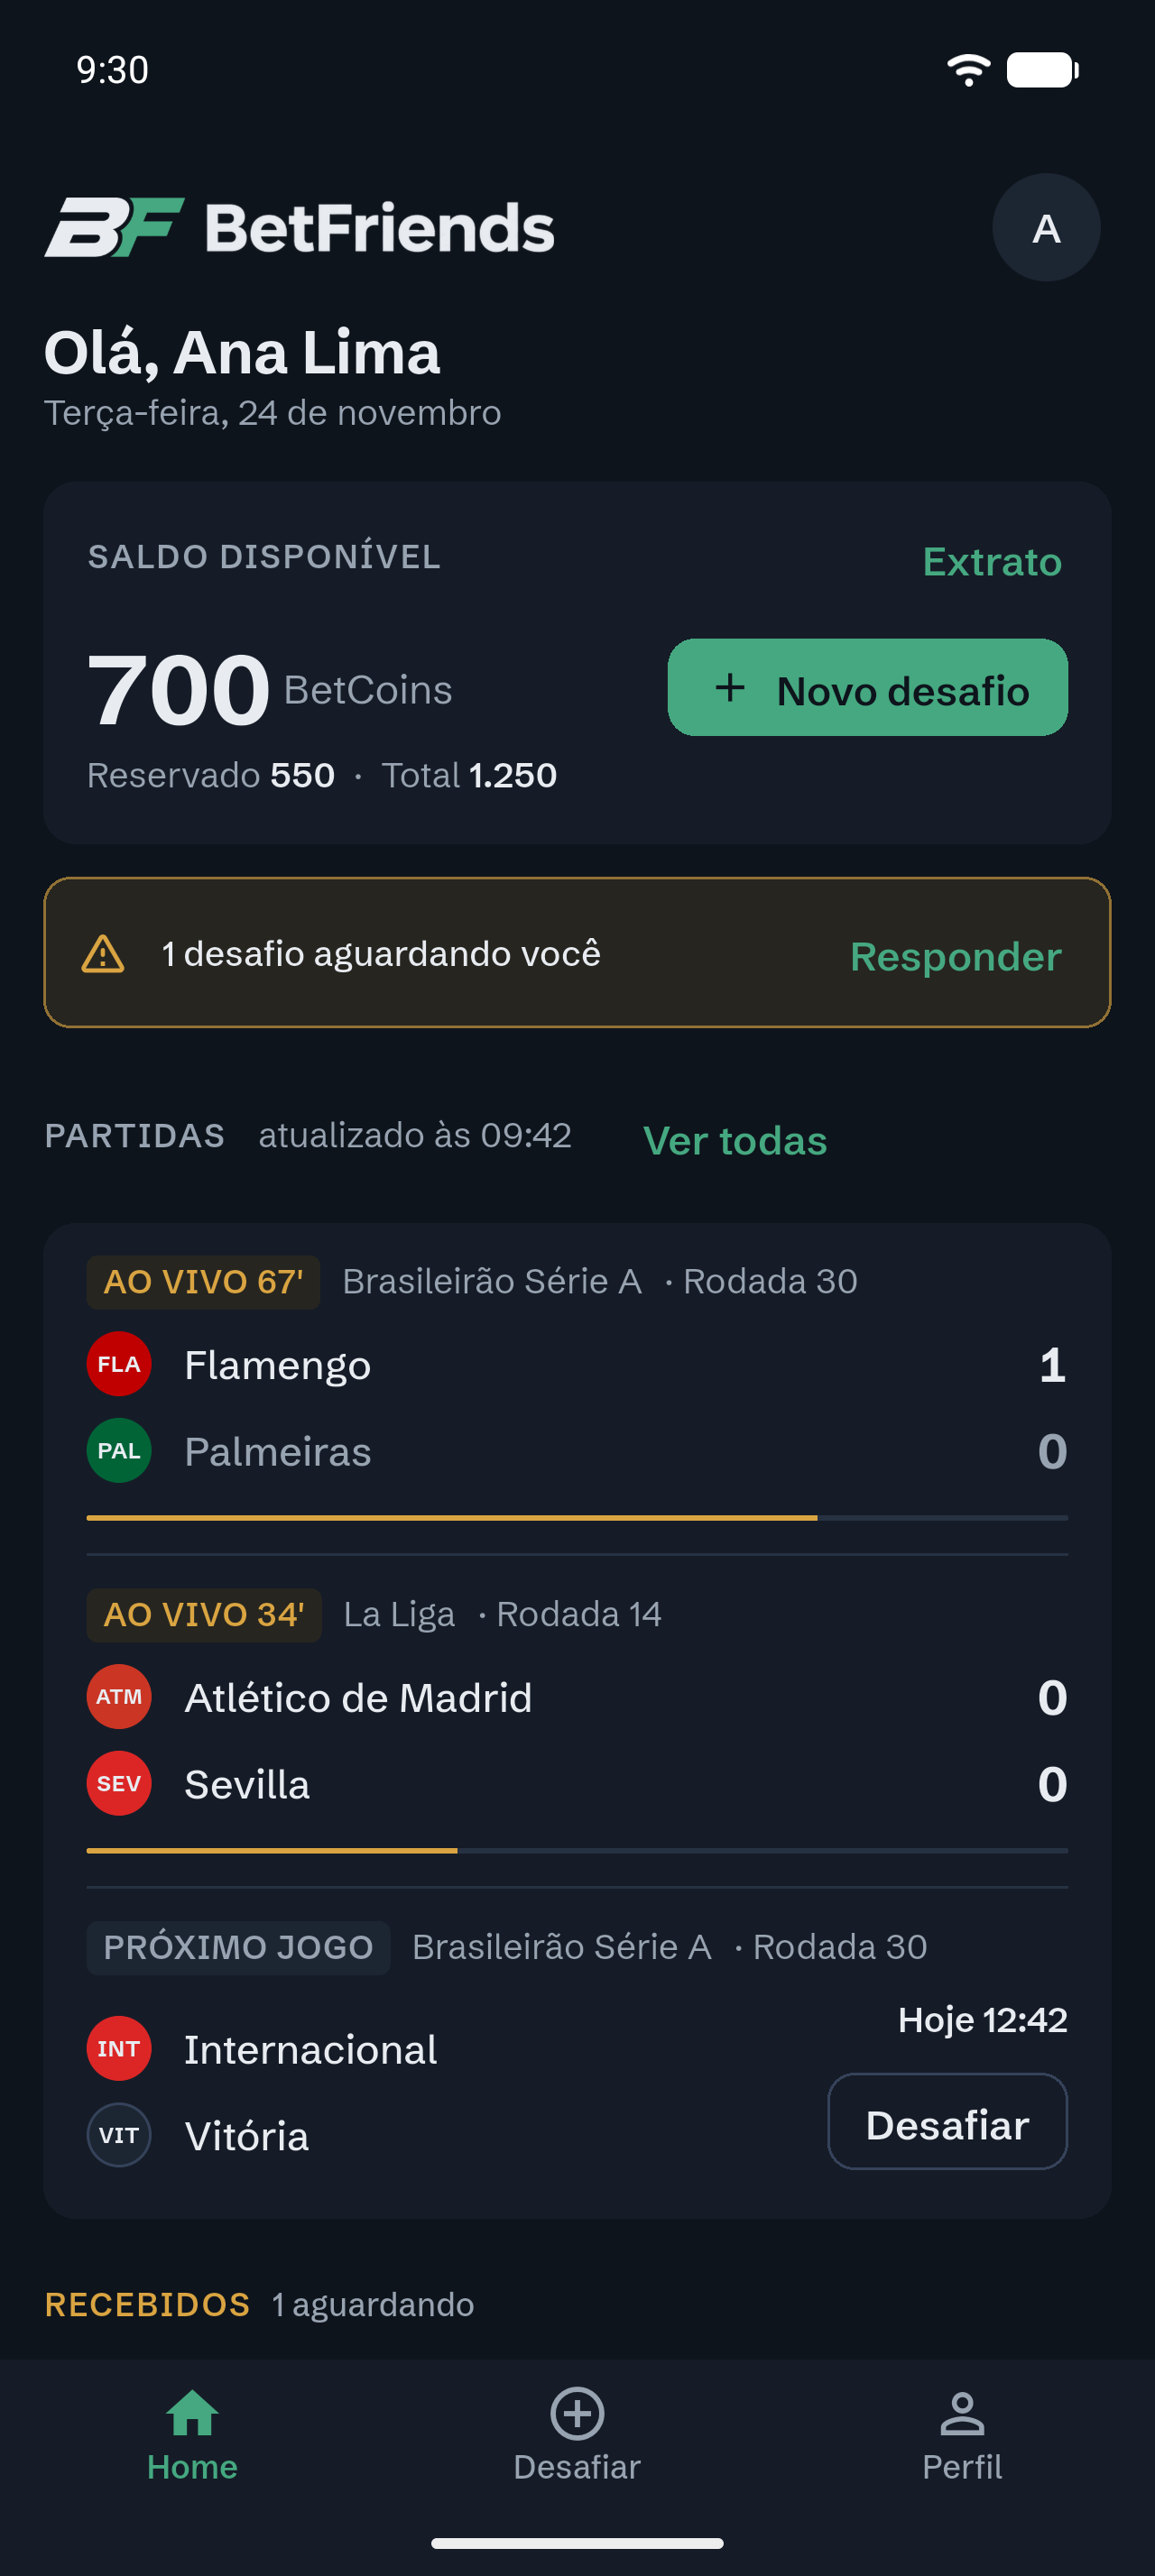 9:30
BF BetFriends
A
Olá, Ana Lima
Terça-feira, 24 de novembro
SALDO DISPONÍVEL
Extrato
700 BetCoins
+ Novo desafio
Reservado 550 · Total 1.250
1 desafio aguardando você
Responder
PARTIDAS atualizado às 09:42 Ver todas
AO VIVO 67' Brasileirão Série A · Rodada 30
FLA Flamengo 1
PAL Palmeiras 0
AO VIVO 34' La Liga · Rodada 14
ATM Atlético de Madrid 0
SEV Sevilla 0
PRÓXIMO JOGO Brasileirão Série A · Rodada 30
Hoje 12:42
INT Internacional
VIT Vitória
Desafiar
RECEBIDOS 1 aguardando
Home
Desafiar
Perfil